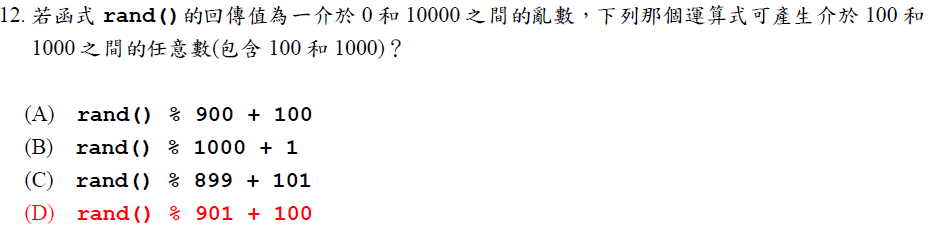 12. 若函式 rand() 的回傳值為一介於 0 和 10000 之間的亂數，下列那個運算式可產生介於 100 和
1000 之間的任意數(包含 100 和 1000)？
(A) rand() % 900 + 100
(B) rand() % 1000 + 1
(C) rand() % 899 + 101
(D) rand() % 901 + 100